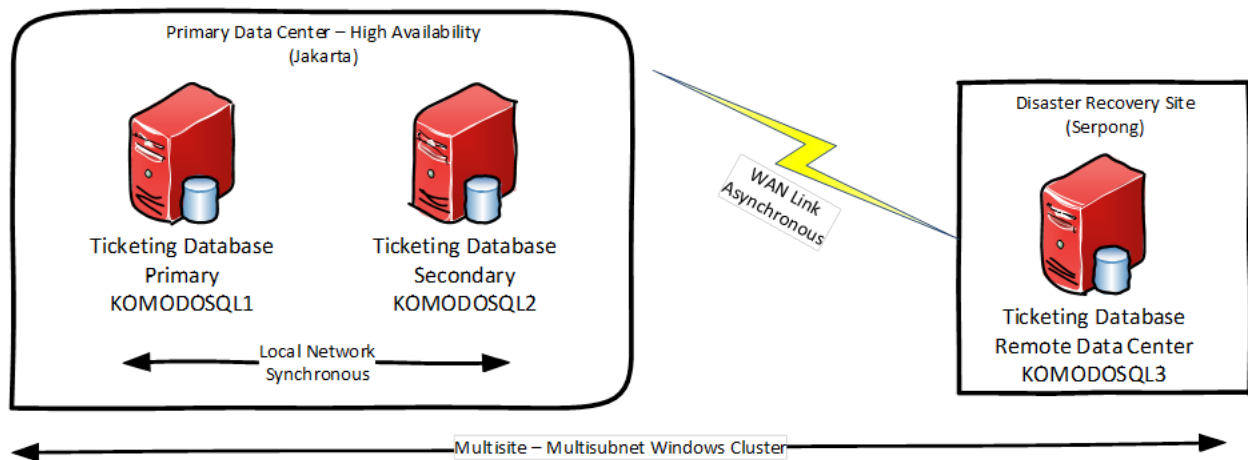 Primary Data Center – High Availability
(Jakarta)
Ticketing Database
Primary
KOMODOSQL1
Ticketing Database
Secondary
KOMODOSQL2
Local Network
Synchronous
WAN Link
Asynchronous
Disaster Recovery Site
(Serpong)
Ticketing Database
Remote Data Center
KOMODOSQL3
Multisite – Multisubnet Windows Cluster